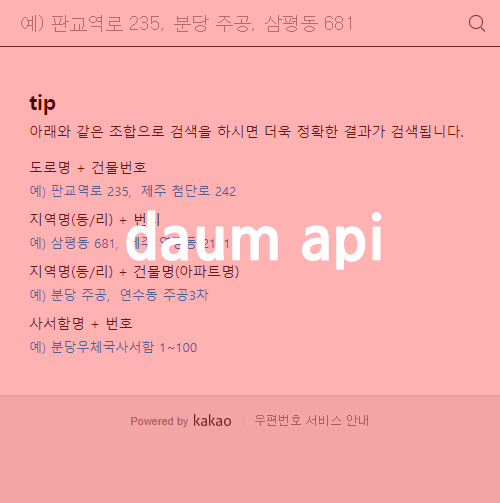 예) 판교역로 235, 분당 주공, 삼평동 681
tip
아래와 같은 조합으로 검색을 하시면 더욱 정확한 결과가 검색됩니다.
도로명 + 건물번호
예) 판교역로 235, 제주 첨단로 242
지역명(동/리) + 번지
예) 삼평동 681, 제주
daum api
지역명(동/리) + 건물명(아파트명)
예) 분당 주공, 연수동 주공3차
사서함명 + 번호
예) 분당우체국사서함 1~100
Powered by kakao | 우편번호 서비스 안내